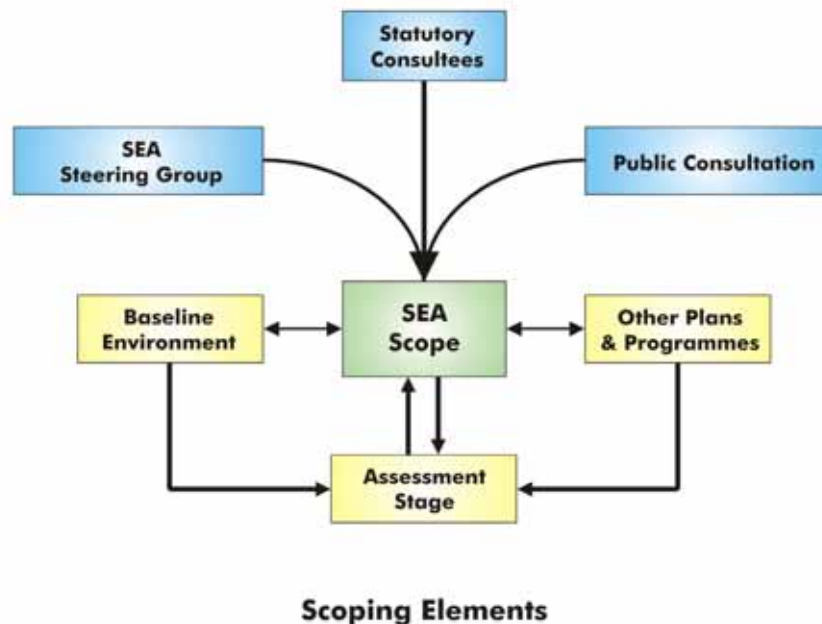 Statutory
Consultees
SEA
Steering Group
Public Consultation
Baseline
Environment
SEA
Scope
Other Plans
& Programmes
Assessment
Stage
Scoping Elements